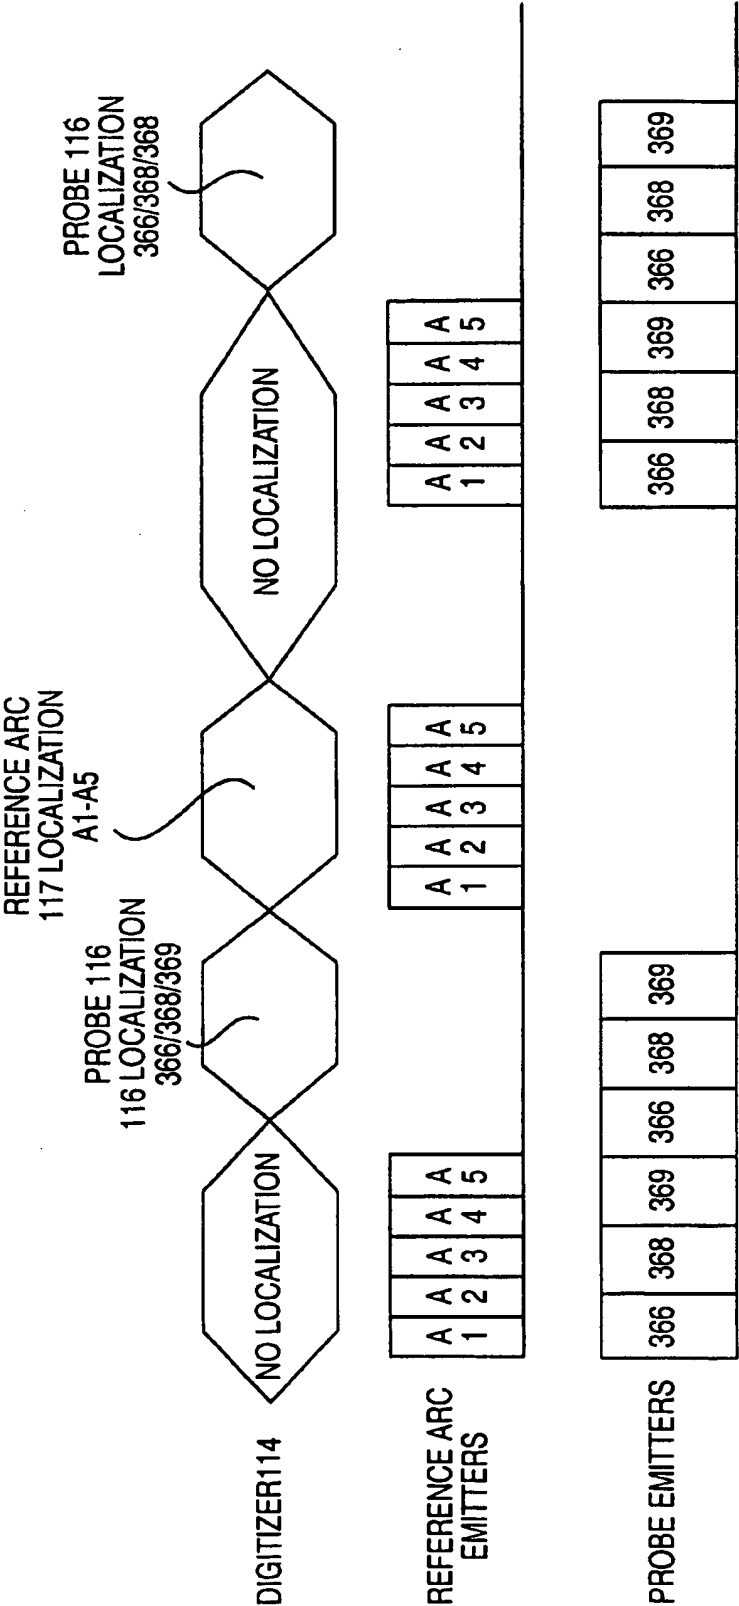 REFERENCE ARC
117 LOCALIZATION
A1-A5
PROBE 116
116 LOCALIZATION
366/368/369
PROBE 116
LOCALIZATION
366/368/368
DIGITIZER114
NO LOCALIZATION
NO LOCALIZATION
REFERENCE ARC
EMITTERS
A A A A A
1 2 3 4 5
A A A A A
1 2 3 4 5
A A A A A
1 2 3 4 5
PROBE EMITTERS
366 368 369 366 368 369
366 368 369 366 368 369